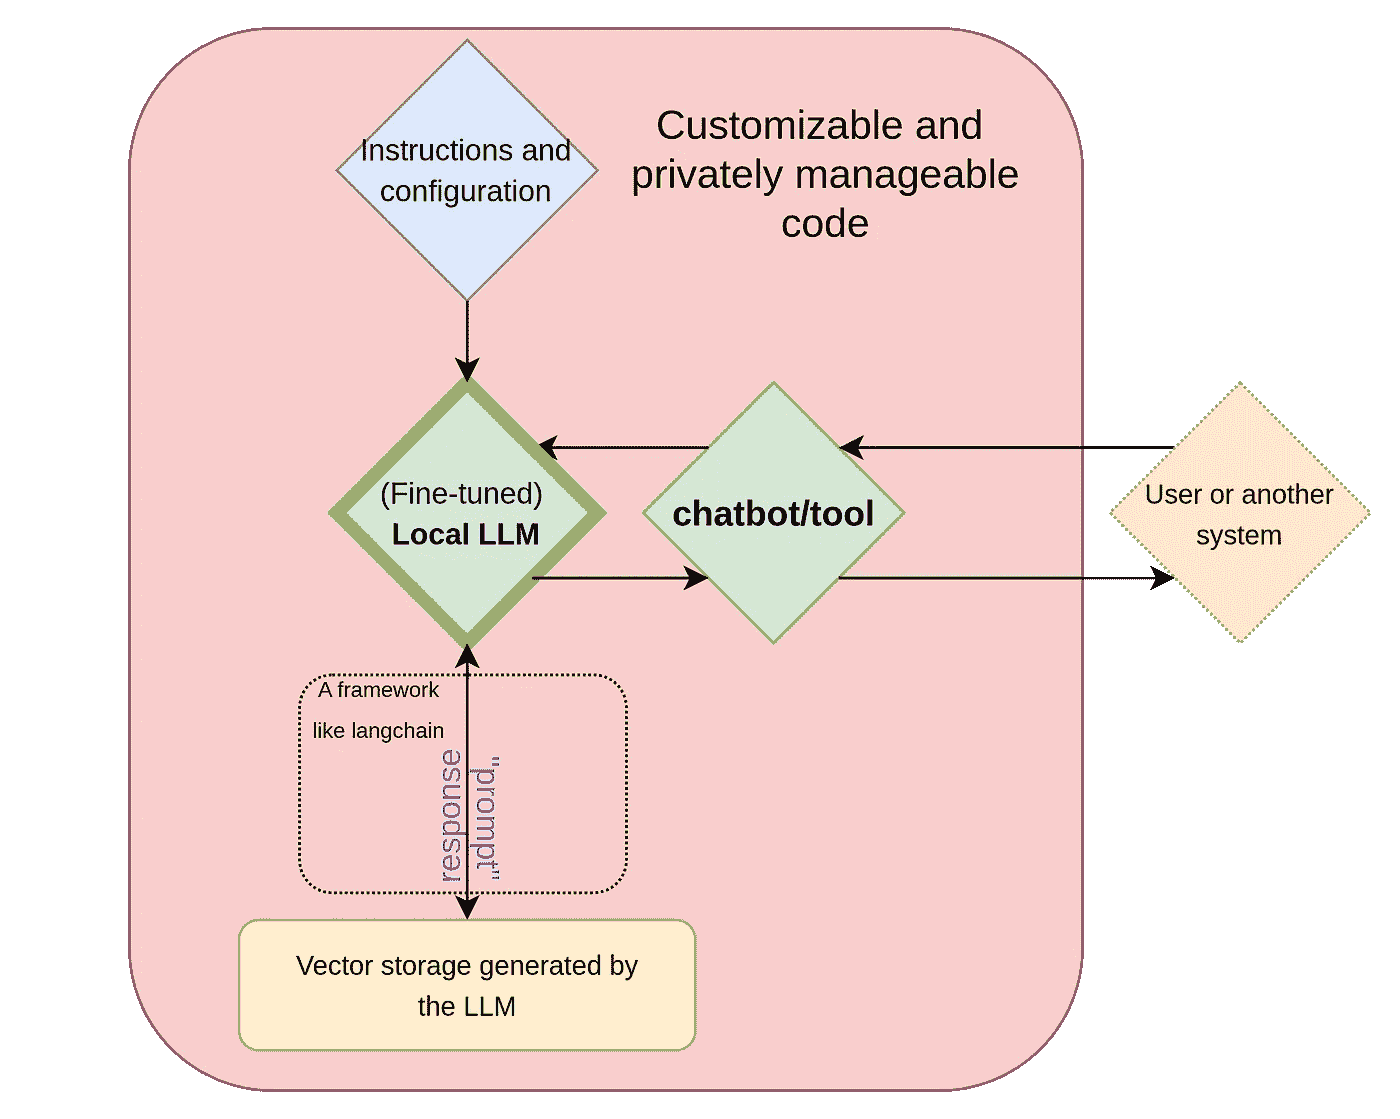 Instructions and
configuration
Customizable and
privately manageable
code
(Fine-tuned)
Local LLM
chatbot/tool
User or another
system
A framework
like langchain
response
"prompt"
Vector storage generated by
the LLM